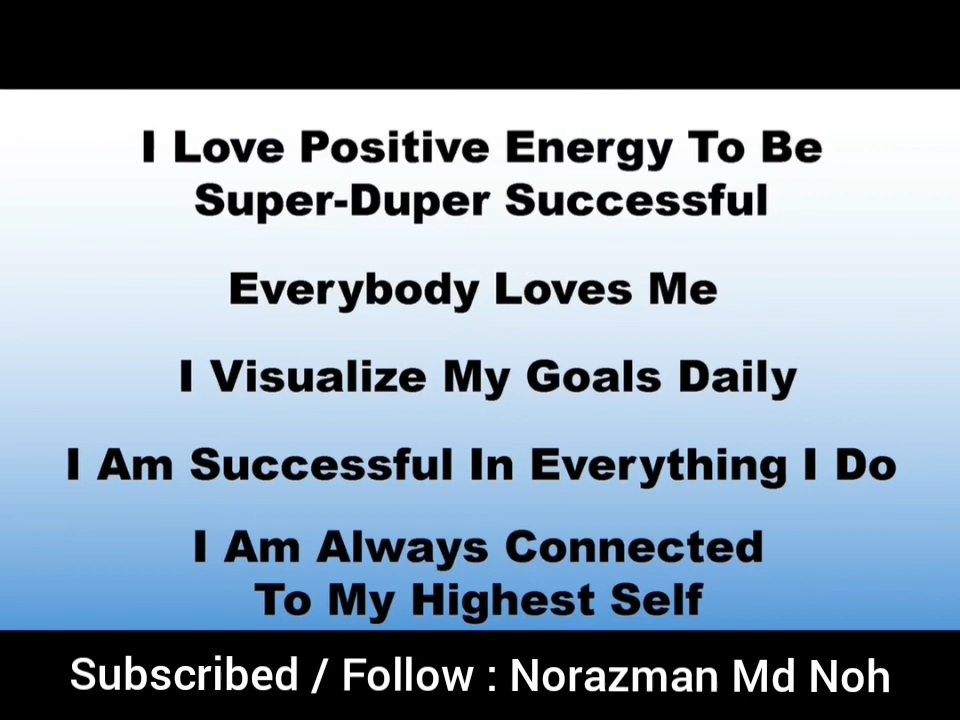 I Love Positive Energy To Be
Super-Duper Successful
Everybody Loves Me
I Visualize My Goals Daily
I Am Successful In Everything I Do
I Am Always Connected
To My Highest Self
Subscribed / Follow : Norazman Md Noh